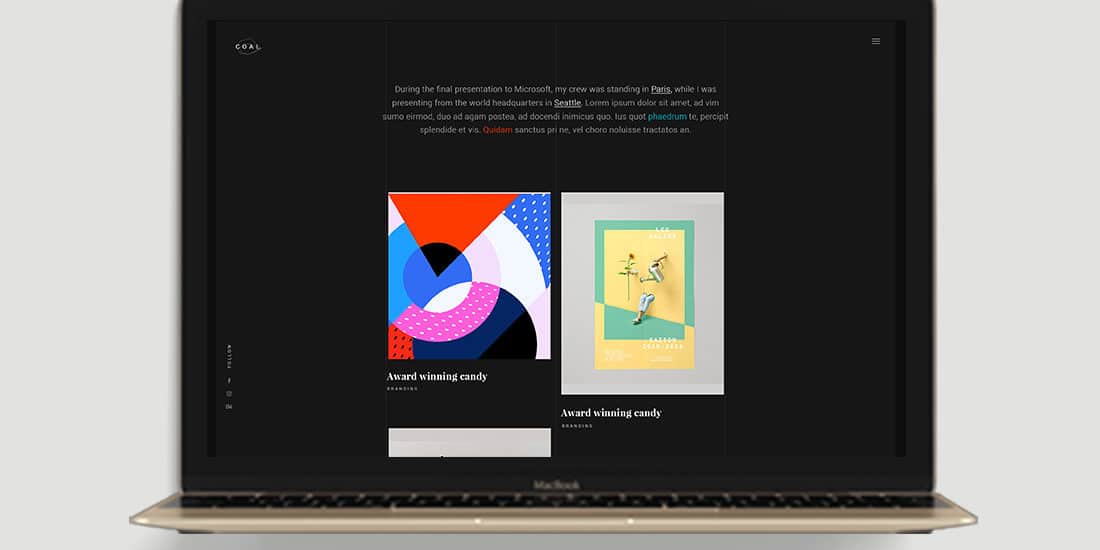 COAL
During the final presentation to Microsoft, my crew was standing in Paris, while I was
presenting from the world headquarters in Seattle. Lorem ipsum dolor sit amet, ad vim
sumo eirmod, duo ad agam postea, ad docendi inimicus quo. Ius quot phaedrum te, percipit
splendide et vis. Quidam sanctus pri ne, vel choro noluisse tractatos an.
SAISON
Award winning candy
BRANDING
Award winning candy
BRANDING
FOLLOW
MacBook